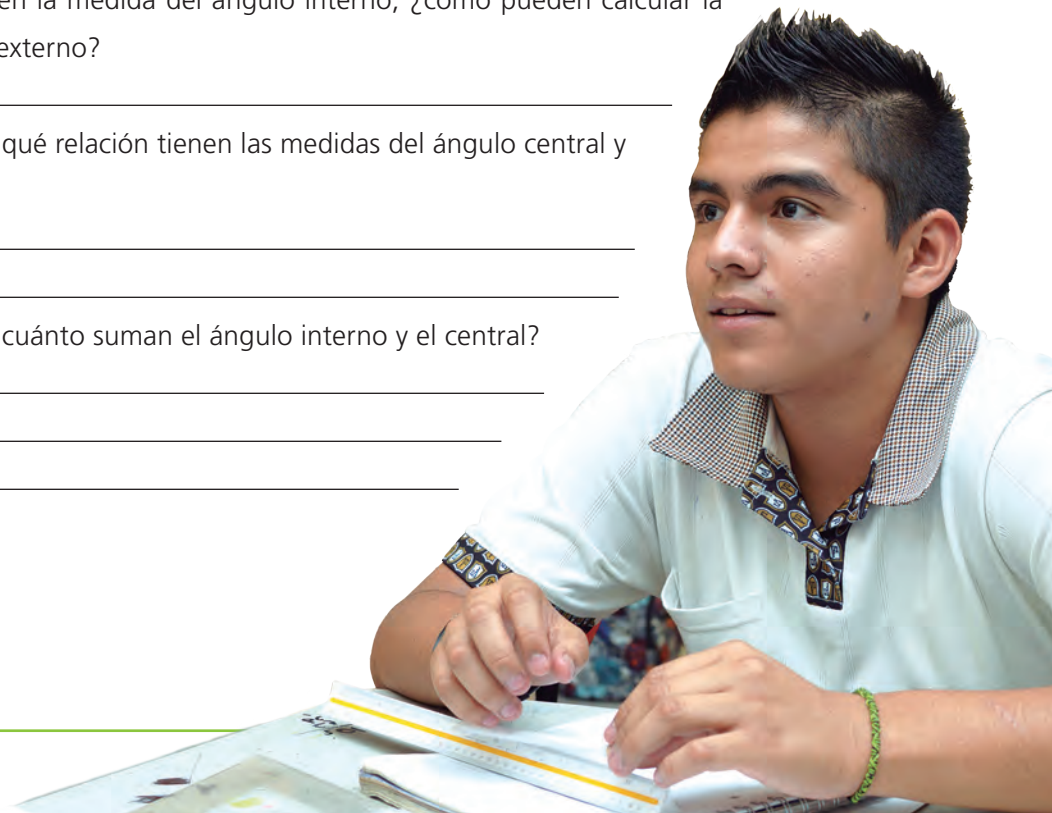 en la medida del ángulo interno, ¿cómo pueden calcular la
externo?
qué relación tienen las medidas del ángulo central y
cuánto suman el ángulo interno y el central?